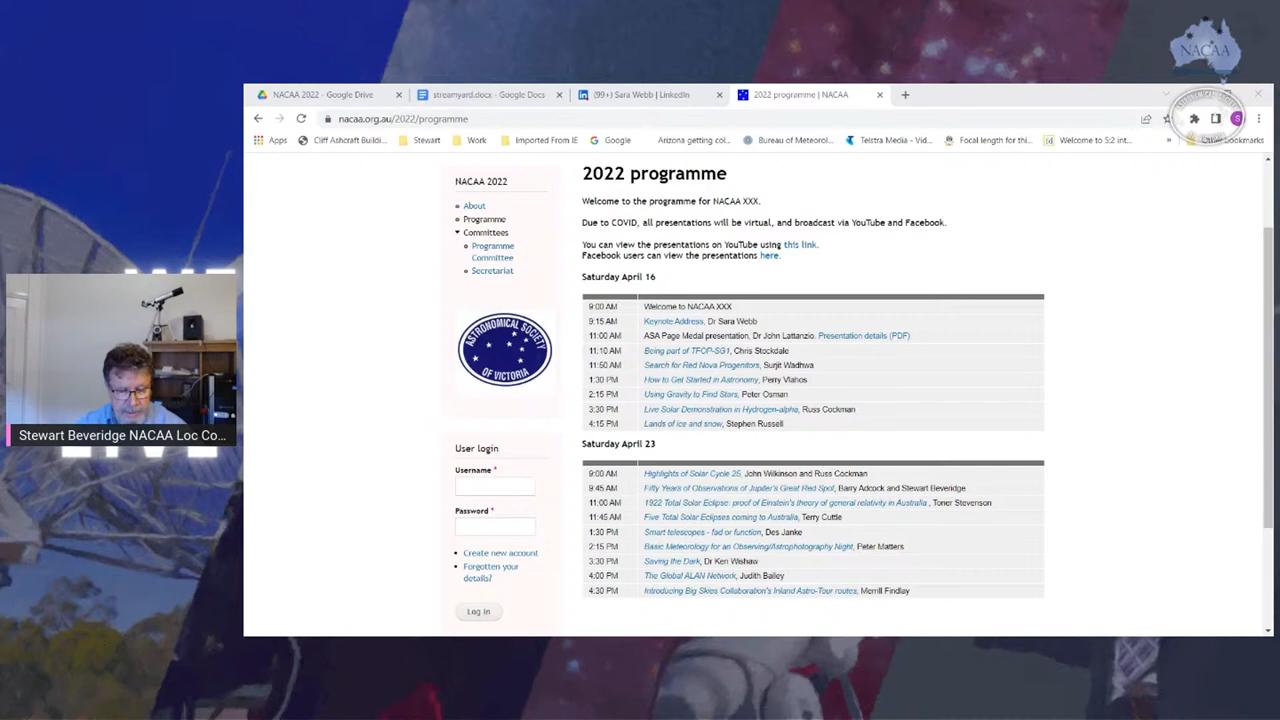 NACAA
NACAA 2022 - Google Drive
streamyard.docx - Google Docs
(99+) Sara Webb | LinkedIn
2022 programme | NACAA
nacaa.org.au/2022/programme
Apps
Cliff Ashcraft Buildi...
Stewart
Work
Imported From IE
Google
Arizona getting col...
Bureau of Meteorol...
Telstra Media - Vid...
Focal length for thi...
Welcome to 5:2 int...
»
Bookmarks
2022 programme
Welcome to the programme for NACAA XXX.
Due to COVID, all presentations will be virtual, and broadcast via YouTube and Facebook.
You can view the presentations on YouTube using this link.
Facebook users can view the presentations here.
Saturday April 16
9:00 AM Welcome to NACAA XXX
9:15 AM Keynote Address, Dr Sara Webb
11:00 AM ASA Page Medal presentation, Dr John Lattanzio. Presentation details (PDF)
11:10 AM Being part of TFOP-SG1, Chris Stockdale
11:50 AM Search for Red Nova Progenitors, Surjit Wadhwa
1:30 PM How to Get Started in Astronomy, Perry Vlahos
2:15 PM Using Gravity to Find Stars, Peter Osman
3:30 PM Live Solar Demonstration in Hydrogen-alpha, Russ Cockman
4:15 PM Lands of ice and snow, Stephen Russell
Saturday April 23
9:00 AM Highlights of Solar Cycle 25, John Wilkinson and Russ Cockman
9:45 AM Fifty Years of Observations of Jupiter's Great Red Spot, Barry Adcock and Stewart Beveridge
11:00 AM 1922 Total Solar Eclipse: proof of Einstein's theory of general relativity in Australia , Toner Stevenson
11:45 AM Five Total Solar Eclipses coming to Australia, Terry Cuttle
1:30 PM Smart telescopes - fad or function, Des Janke
2:15 PM Basic Meteorology for an Observing/Astrophotography Night, Peter Matters
3:30 PM Saving the Dark, Dr Ken Wishaw
4:00 PM The Global ALAN Network, Judith Bailey
4:30 PM Introducing Big Skies Collaboration's Inland Astro-Tour routes, Merrill Findlay
NACAA 2022
About
Programme
Committees
Programme
Committee
Secretariat
ASTRONOMICAL SOCIETY
OF VICTORIA
User login
Username *
Password *
Create new account
Forgotten your
details?
Log in
Stewart Beveridge NACAA Loc Co...